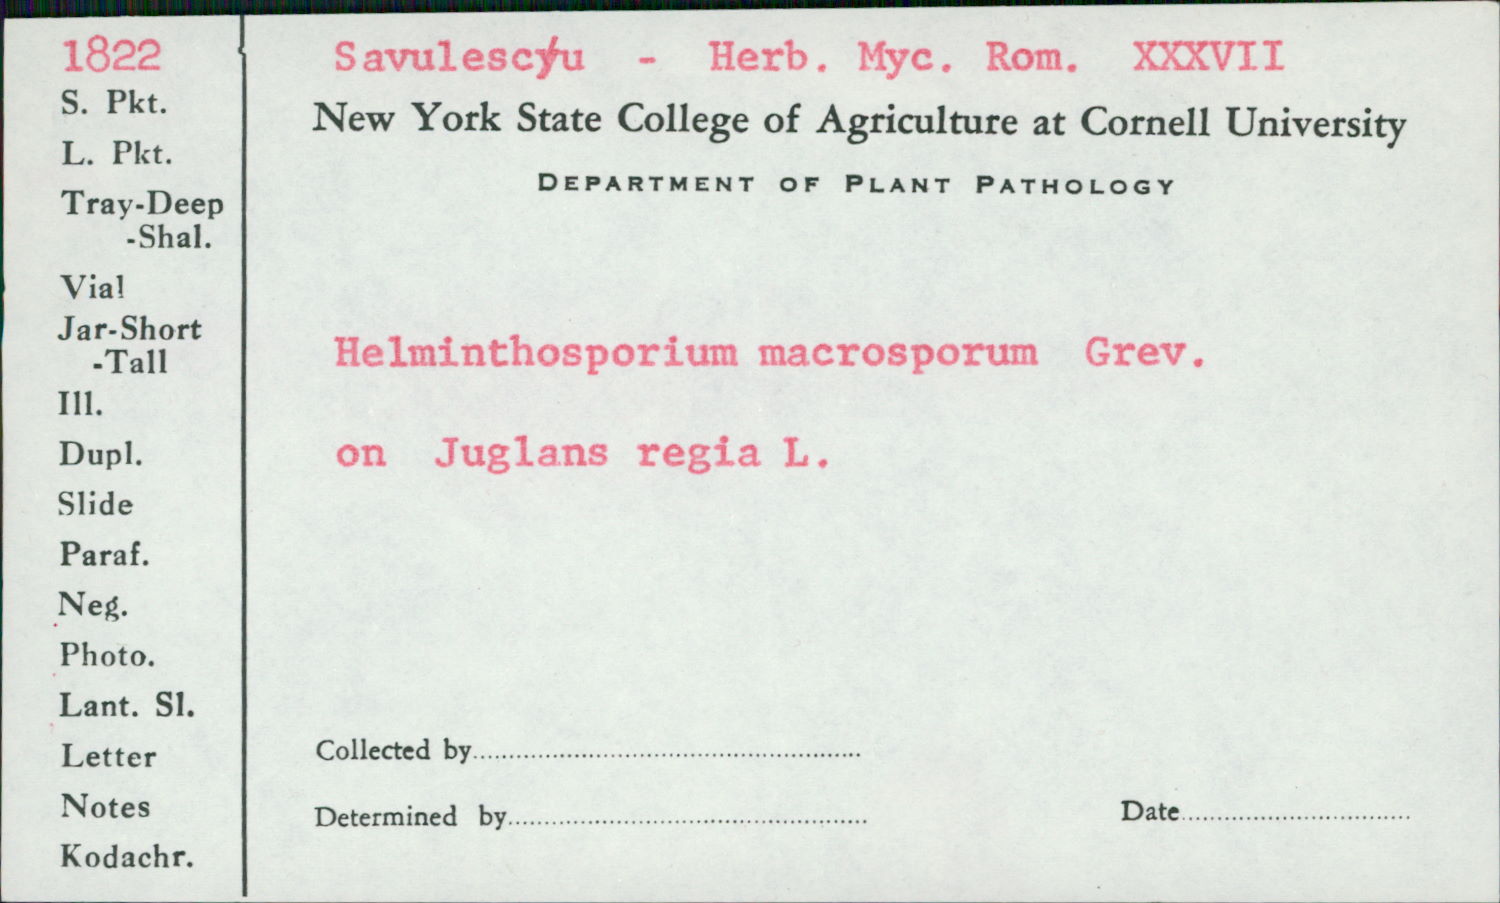 1822
S. Pkt.
L. Pkt.
Tray-Deep
-Shal.
Vial
Jar-Short
-Tall
Ill.
Dupl.
Slide
Paraf.
Neg.
Photo.
Lant. Sl.
Letter
Notes
Kodachr.
Savulescu - Herb. Myc. Rom. XXXVII
New York State College of Agriculture at Cornell University
DEPARTMENT OF PLANT PATHOLOGY
Helminthosporium macrosporum Grev.
on Juglans regia L.
Collected by
Determined by
Date